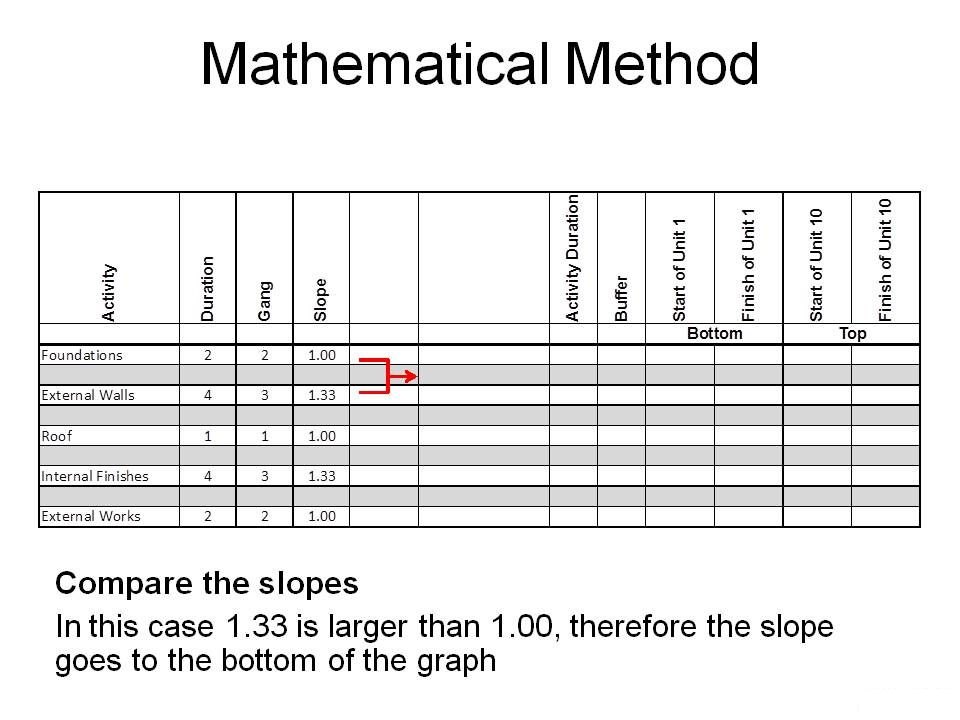 Mathematical Method
Activity Duration Gang Slope Activity Duration Buffer Start of Unit 1 Finish of Unit 1 Start of Unit 10 Finish of Unit 10
Bottom Top
Foundations 2 2 1.00
External Walls 4 3 1.33
Roof 1 1 1.00
Internal Finishes 4 3 1.33
External Works 2 2 1.00
Compare the slopes
In this case 1.33 is larger than 1.00, therefore the slope
goes to the bottom of the graph